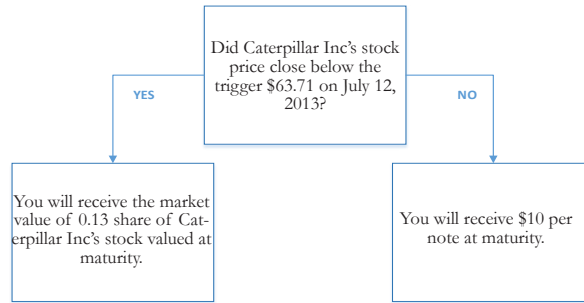 Did Caterpillar Inc's stock
price close below the
trigger $63.71 on July 12,
2013?
YES
NO
You will receive the market
value of 0.13 share of Cat-
erpillar Inc's stock valued at
maturity.
You will receive $10 per
note at maturity.